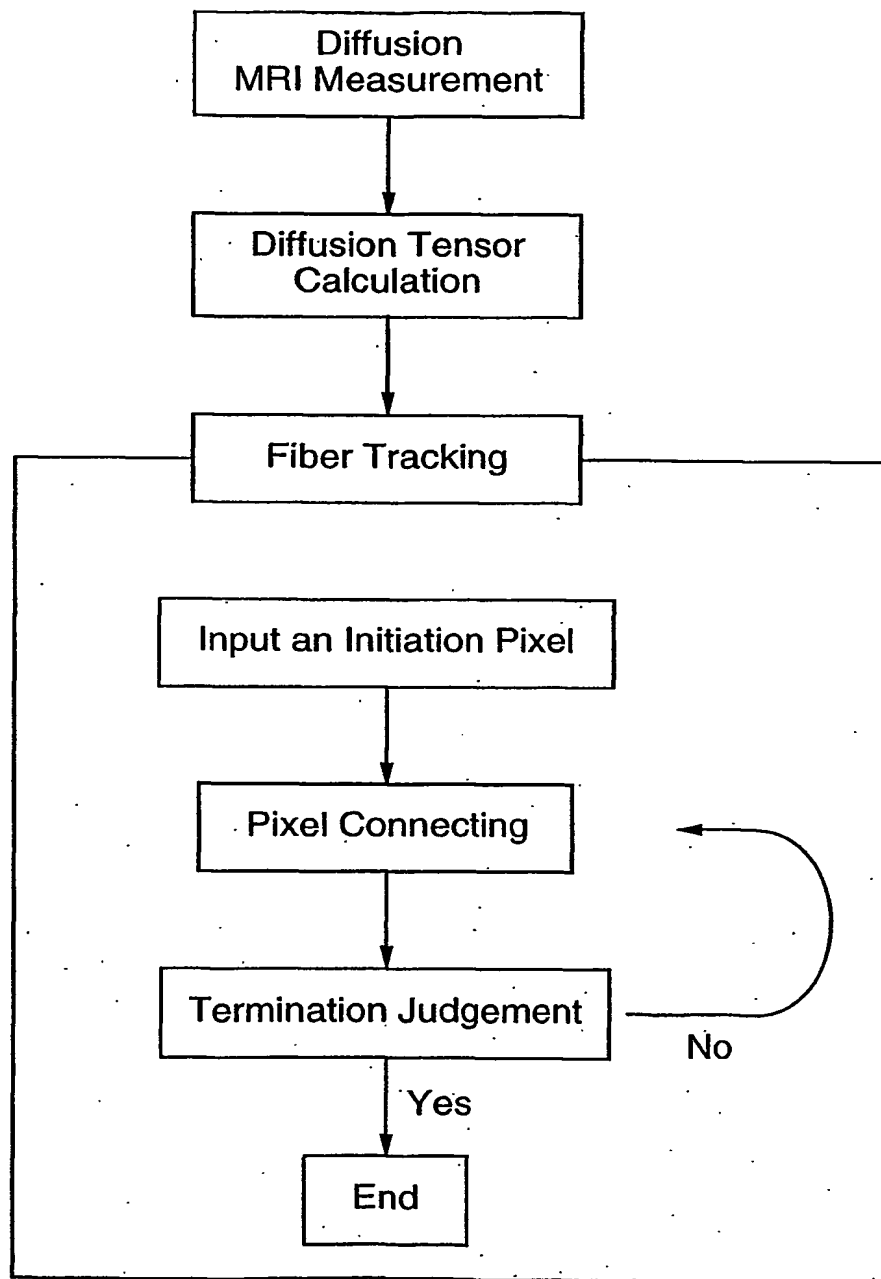 Diffusion
MRI Measurement
Diffusion Tensor
Calculation
Fiber Tracking
Input an Initiation Pixel
Pixel Connecting
Termination Judgement
No
Yes
End